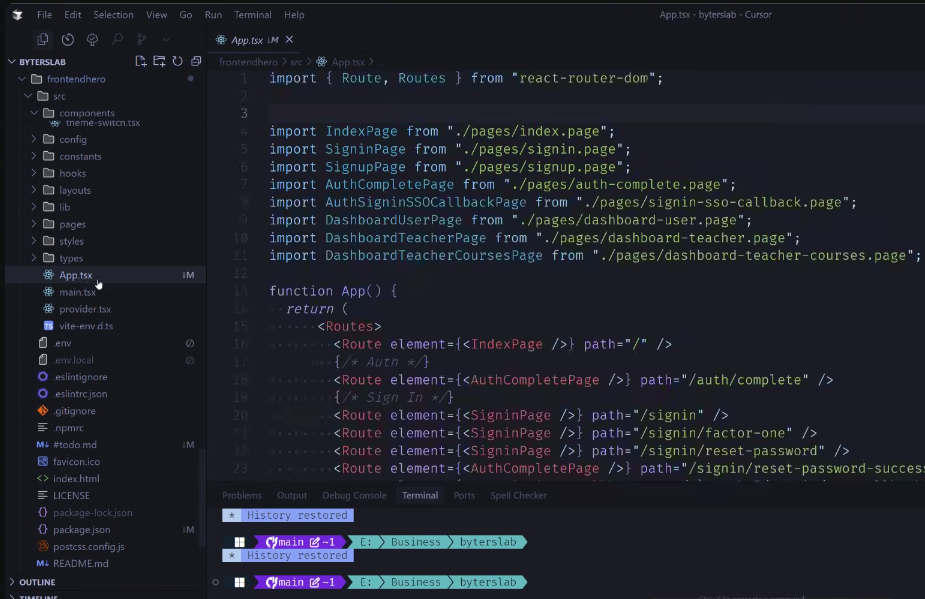 File Edit Selection View Go Run Terminal Help
App.tsx - byterslab - Cursor
App.tsx ⊔M ✕
BYTERSLAB
frontendhero > src > App.tsx > ...
frontendhero
src
components
theme-switch.tsx
config
constants
hooks
layouts
lib
pages
styles
types
App.tsx ⊔M
main.tsx
provider.tsx
TS vite-env.d.ts
.env
.env.local
.eslintignore
.eslintrc.json
.gitignore
.npmrc
M↓ #todo.md ⊔M
favicon.ico
<> index.html
LICENSE
{} package-lock.json
{} package.json ⊔M
postcss.config.js
M↓ README.md
OUTLINE
TIMELINE
1 import { Route, Routes } from "react-router-dom";
2
3
4 import IndexPage from "./pages/index.page";
5 import SigninPage from "./pages/signin.page";
6 import SignupPage from "./pages/signup.page";
7 import AuthCompletePage from "./pages/auth-complete.page";
8 import AuthSigninSSOCallbackPage from "./pages/signin-sso-callback.page";
9 import DashboardUserPage from "./pages/dashboard-user.page";
10 import DashboardTeacherPage from "./pages/dashboard-teacher.page";
11 import DashboardTeacherCoursesPage from "./pages/dashboard-teacher-courses.page";
12
function App() {
return (
15 <Routes>
16 <Route element={<IndexPage />} path="/" />
17 {/* Auth */}
18 <Route element={<AuthCompletePage />} path="/auth/complete" />
19 {/* Sign In */}
20 <Route element={<SigninPage />} path="/signin" />
21 <Route element={<SigninPage />} path="/signin/factor-one" />
22 <Route element={<SigninPage />} path="/signin/reset-password" />
23 <Route element={<AuthCompletePage />} path="/signin/reset-password-success
Problems Output Debug Console Terminal Ports Spell Checker
* History restored
main ~1 E: Business byterslab
* History restored
main ~1 E: Business byterslab